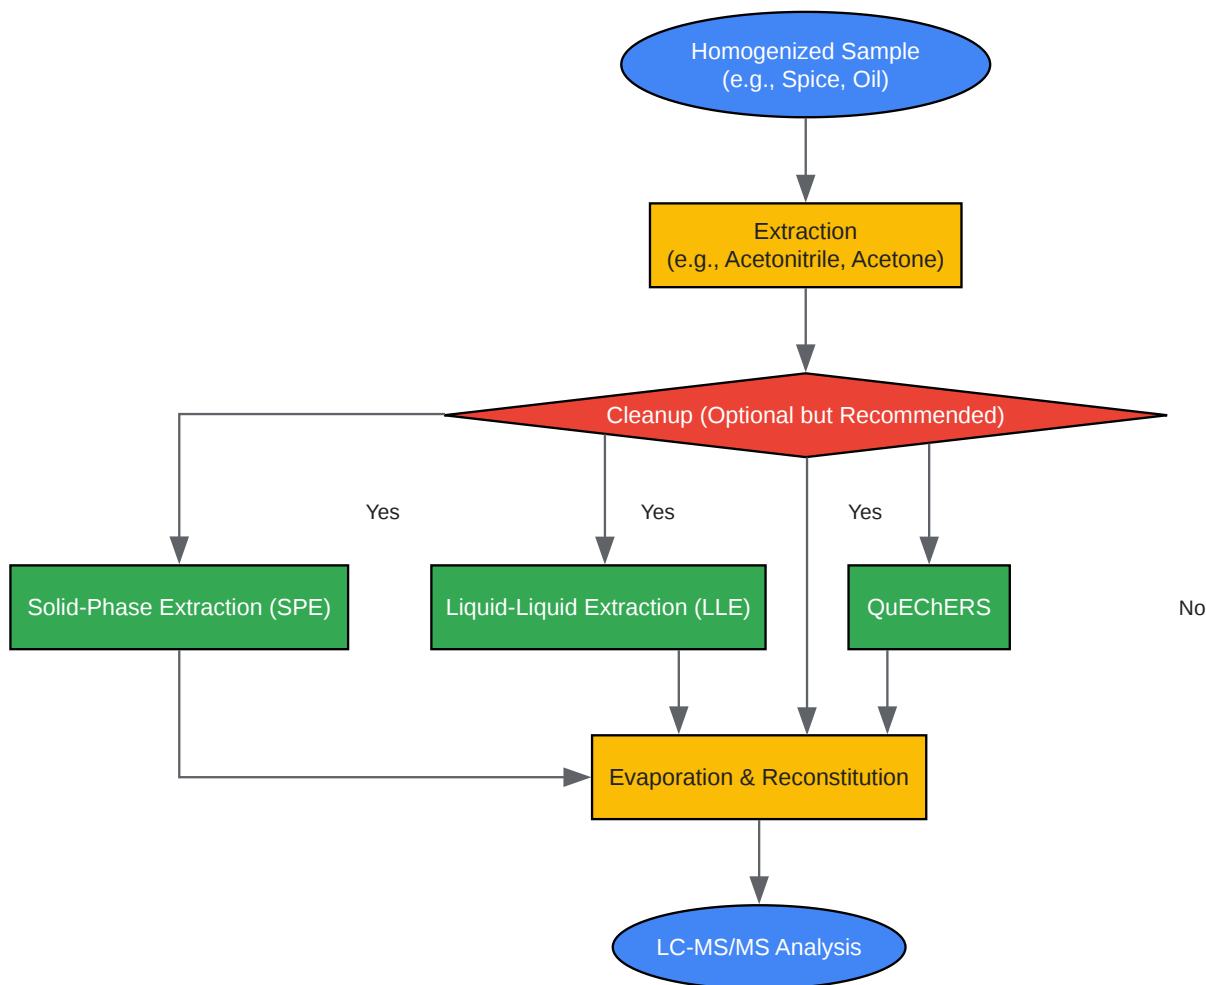 Homogenized Sample
(e.g., Spice, Oil)
Extraction
(e.g., Acetonitrile, Acetone)
Cleanup (Optional but Recommended)
Yes
Yes
Yes
Solid-Phase Extraction (SPE)
Liquid-Liquid Extraction (LLE)
QuEChERS
No
Evaporation & Reconstitution
LC-MS/MS Analysis